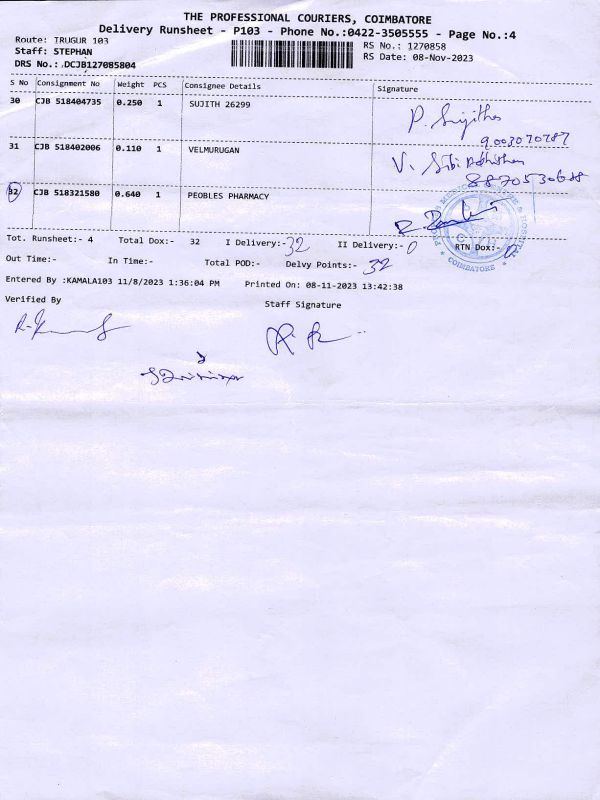 THE PROFESSIONAL COURIERS, COIMBATORE
Delivery Runsheet - P103 - Phone No.:0422-3505555 - Page No.:4
Route: TRUGUR 103
RS No.: 1270858
Staff: STEPHAN
RS Date: 08-Nov-2023
DRS No.:.DCJB127085804
S No Consignment No Weight PCS Consignee Details Signature
30 CJB 518404735 0.250 1 SUJITH 26299
P. Sujitha
9003070787
31 CJB 518402006 0.110 1 VELMURUGAN
V.
32 CJB 518321580 0.640 1 PEOBLES PHARMACY
COIMBATORE
Tot. Runsheet:- 4 Total Dox:- 32 I Delivery:-32 II Delivery:-0 RTN Dox:-0
Out Time:- In Time:- Total POD:- Delvy Points:- 32
Entered By :KAMALA103 11/8/2023 1:36:04 PM Printed On: 08-11-2023 13:42:38
Verified By Staff Signature